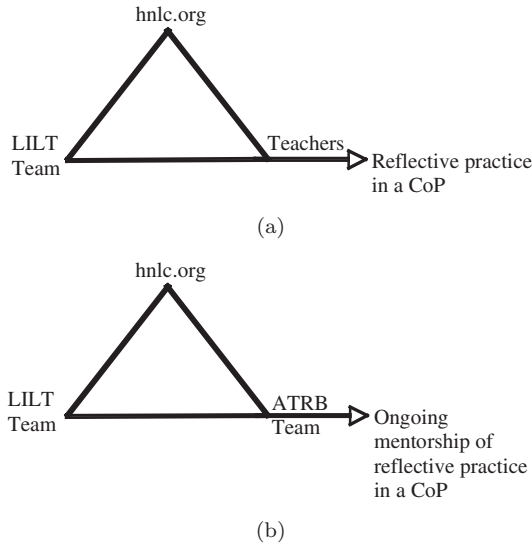 hnlc.org
LILT
Team
Teachers
Reflective practice
in a CoP
(a)
hnlc.org
LILT
Team
ATRB
Team
Ongoing
mentorship of
reflective practice
in a CoP
(b)